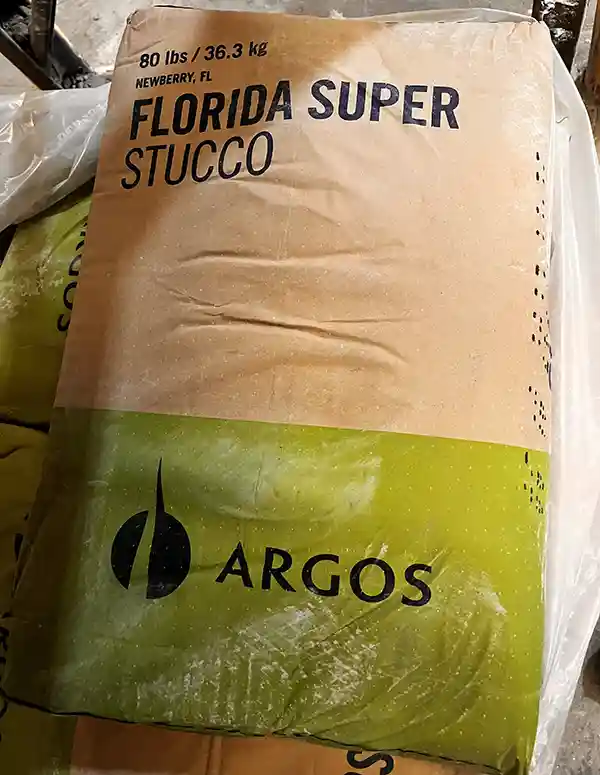 80 lbs / 36.3 kg
NEWBERRY, FL
FLORIDA SUPER
STUCCO
ARGOS